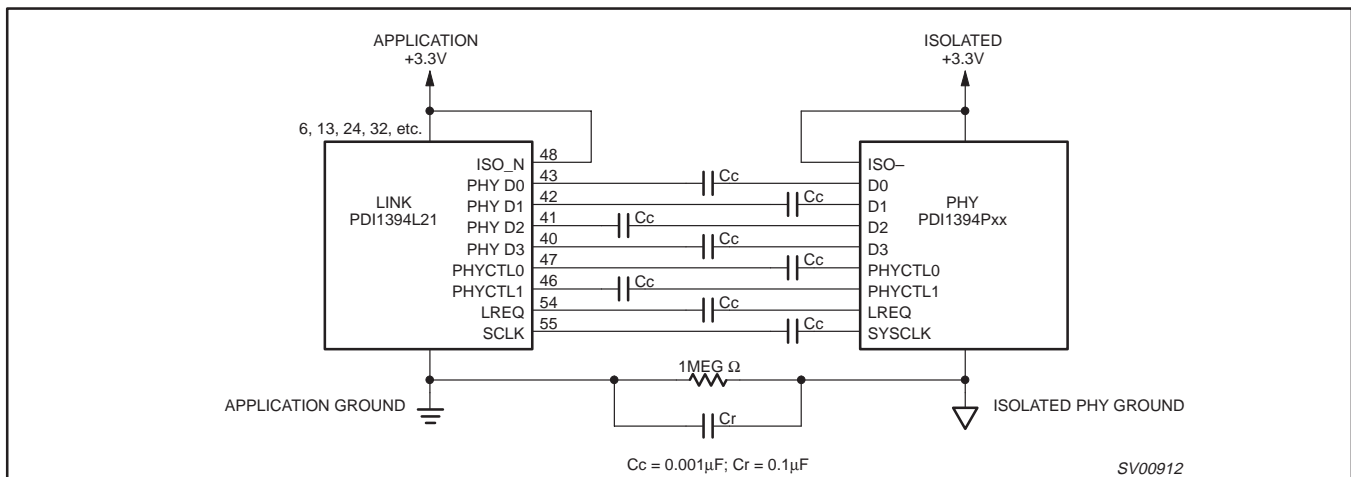 APPLICATION
+3.3V
ISOLATED
+3.3V
6, 13, 24, 32, etc.
ISO_N 48
ISO–
PHY D0 43 Cc D0
LINK
PDI1394L21
PHY D1 42 Cc D1
PHY
PDI1394Pxx
PHY D2 41 Cc D2
PHY D3 40 Cc D3
PHYCTL0 47 Cc PHYCTL0
PHYCTL1 46 Cc PHYCTL1
LREQ 54 Cc LREQ
SCLK 55 Cc SYSCLK
1MEG Ω
APPLICATION GROUND
ISOLATED PHY GROUND
Cr
Cc = 0.001μF; Cr = 0.1μF
SV00912